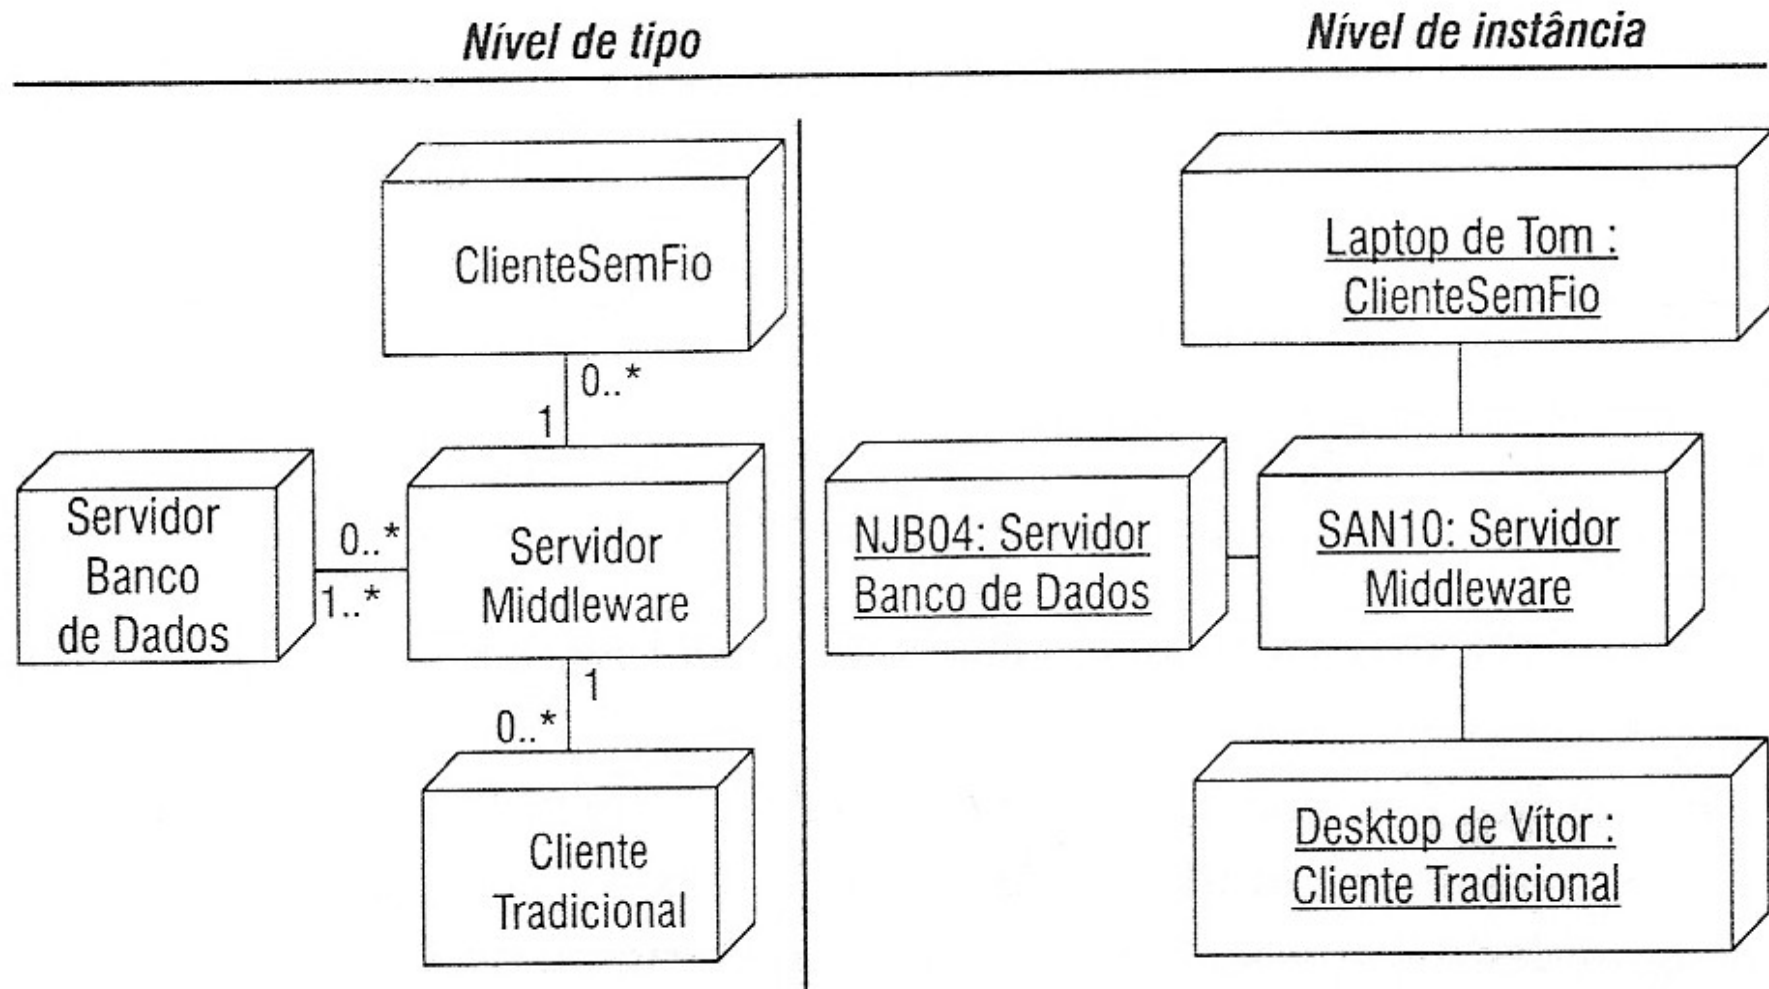 Nível de tipo
Nível de instância
ClienteSemFio
0..*
1
Servidor
Banco
de Dados
0..*
1..*
Servidor
Middleware
1
0..*
Cliente
Tradicional
Laptop de Tom :
ClienteSemFio
NJB04: Servidor
Banco de Dados
SAN10: Servidor
Middleware
Desktop de Vítor :
Cliente Tradicional